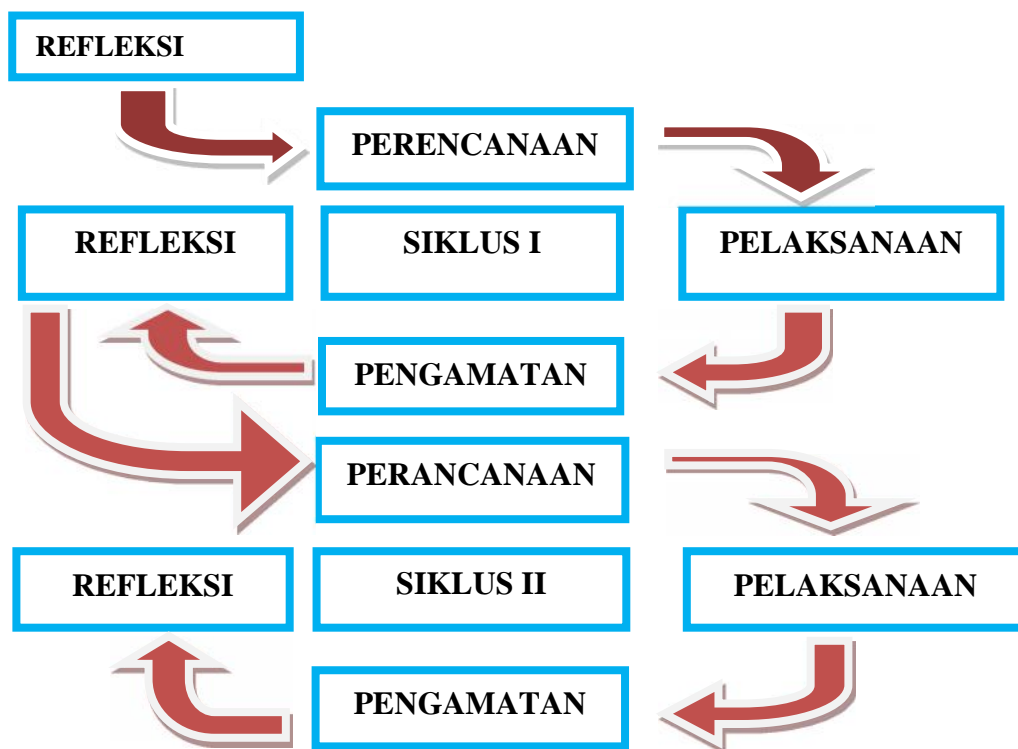 REFLEKSI
PERENCANAAN
REFLEKSI
SIKLUS I
PELAKSANAAN
PENGAMATAN
PERANCANAAN
REFLEKSI
SIKLUS II
PELAKSANAAN
PENGAMATAN